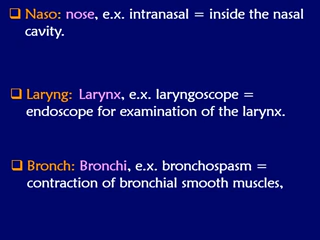 ❑ Naso: nose, e.x. intranasal = inside the nasal
cavity.
❑ Laryng: Larynx, e.x. laryngoscope =
endoscope for examination of the larynx.
❑ Bronch: Bronchi, e.x. bronchospasm =
contraction of bronchial smooth muscles,